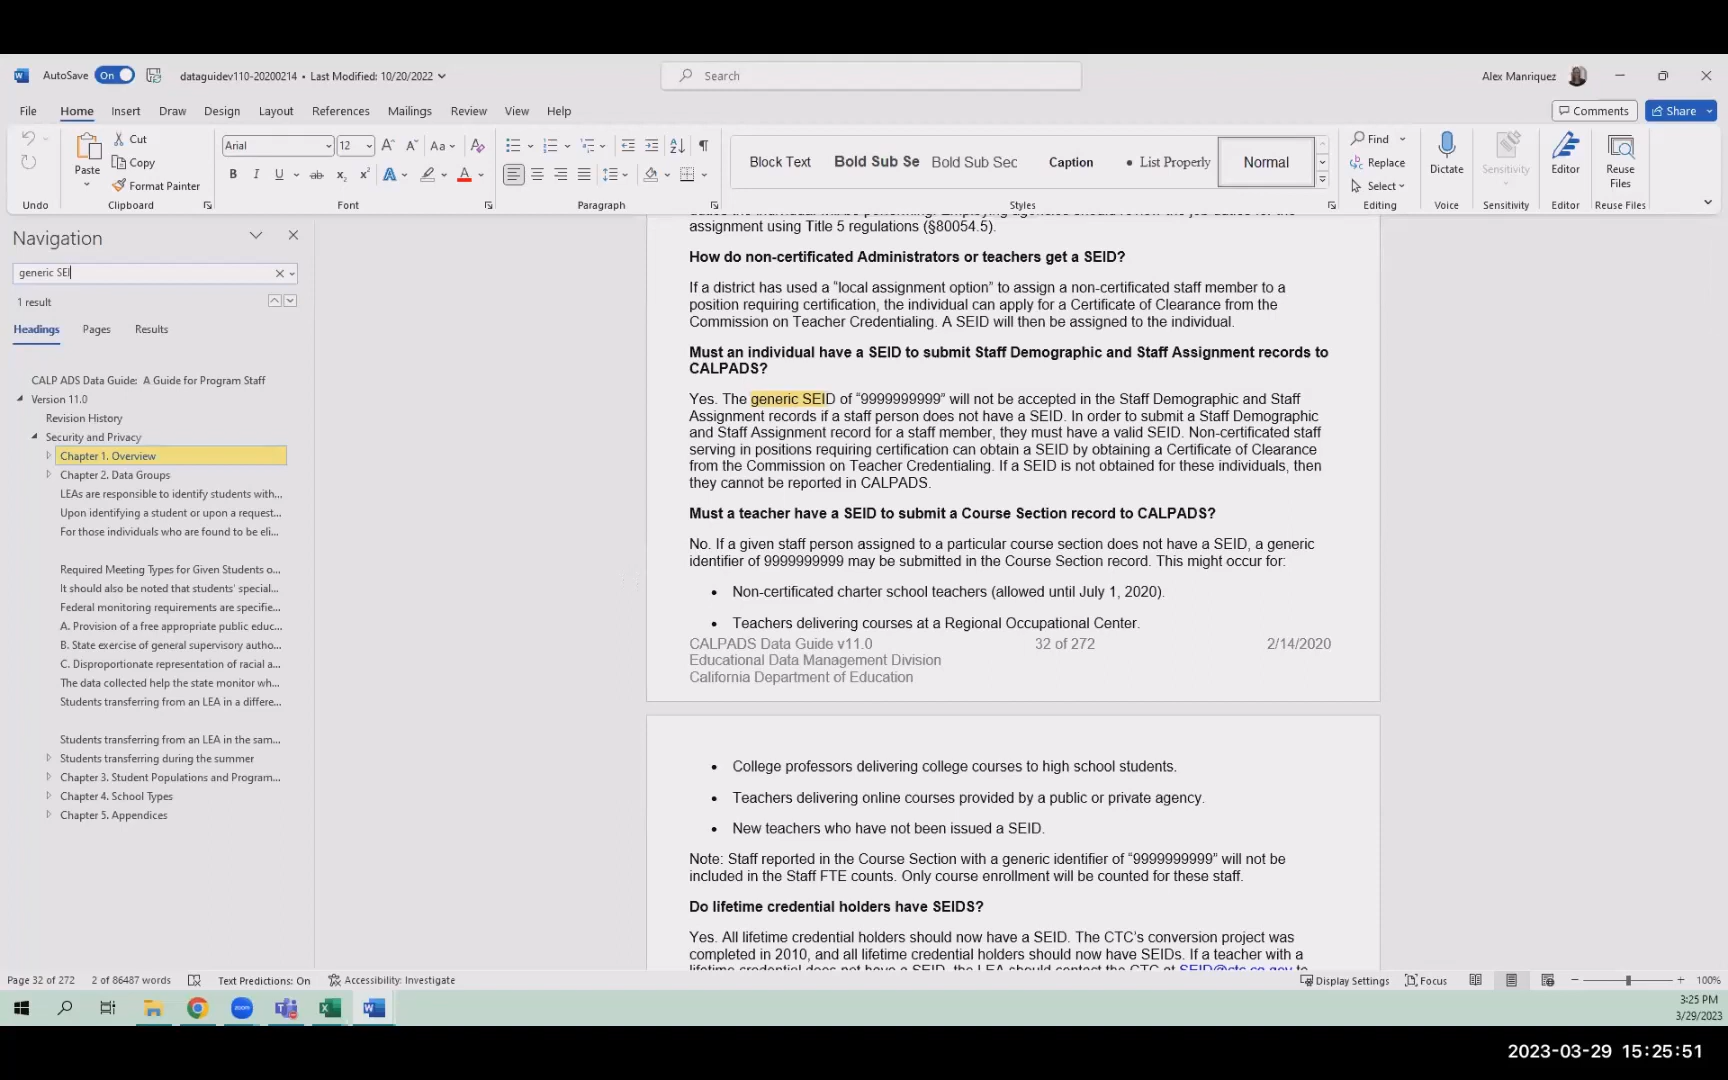 AutoSave On dataguidev110-20200214 • Last Modified: 10/20/2022 Search Alex Manriquez
File Home Insert Draw Design Layout References Mailings Review View Help Comments Share
Paste Cut Copy Format Painter
Arial 12 Aa
Block Text Bold Sub Se Bold Sub Sec Caption • List Properly Normal
Find Replace Select
Dictate Sensitivity Editor Reuse Files
Undo Clipboard Font Paragraph Styles Editing Voice Sensitivity Editor Reuse Files
Navigation
generic SEI
1 result
Headings Pages Results
CALP ADS Data Guide: A Guide for Program Staff
Version 11.0
Revision History
Security and Privacy
Chapter 1. Overview
Chapter 2. Data Groups
LEAs are responsible to identify students with...
Upon identifying a student or upon a request...
For those individuals who are found to be eli...
Required Meeting Types for Given Students o...
It should also be noted that students' special...
Federal monitoring requirements are specifie...
A. Provision of a free appropriate public educ...
B. State exercise of general supervisory autho...
C. Disproportionate representation of racial a...
The data collected help the state monitor wh...
Students transferring from an LEA in a differe...
Students transferring from an LEA in the sam...
Students transferring during the summer
Chapter 3. Student Populations and Program...
Chapter 4. School Types
Chapter 5. Appendices
assignment using Title 5 regulations (§80054.5).
How do non-certificated Administrators or teachers get a SEID?
If a district has used a “local assignment option” to assign a non-certificated staff member to a
position requiring certification, the individual can apply for a Certificate of Clearance from the
Commission on Teacher Credentialing. A SEID will then be assigned to the individual.
Must an individual have a SEID to submit Staff Demographic and Staff Assignment records to
CALPADS?
Yes. The generic SEID of “9999999999” will not be accepted in the Staff Demographic and Staff
Assignment records if a staff person does not have a SEID. In order to submit a Staff Demographic
and Staff Assignment record for a staff member, they must have a valid SEID. Non-certificated staff
serving in positions requiring certification can obtain a SEID by obtaining a Certificate of Clearance
from the Commission on Teacher Credentialing. If a SEID is not obtained for these individuals, then
they cannot be reported in CALPADS.
Must a teacher have a SEID to submit a Course Section record to CALPADS?
No. If a given staff person assigned to a particular course section does not have a SEID, a generic
identifier of 9999999999 may be submitted in the Course Section record. This might occur for:
• Non-certificated charter school teachers (allowed until July 1, 2020).
• Teachers delivering courses at a Regional Occupational Center.
CALPADS Data Guide v11.0 32 of 272 2/14/2020
Educational Data Management Division
California Department of Education
• College professors delivering college courses to high school students.
• Teachers delivering online courses provided by a public or private agency.
• New teachers who have not been issued a SEID.
Note: Staff reported in the Course Section with a generic identifier of “9999999999” will not be
included in the Staff FTE counts. Only course enrollment will be counted for these staff.
Do lifetime credential holders have SEIDS?
Yes. All lifetime credential holders should now have a SEID. The CTC’s conversion project was
completed in 2010, and all lifetime credential holders should now have SEIDs. If a teacher with a
lifetime credential does not have a SEID, the LEA should contact the CTC at SEID@ctc.ca.gov to
Page 32 of 272 2 of 86487 words Text Predictions: On Accessibility: Investigate Display Settings Focus 100%
3:25 PM
3/29/2023
2023-03-29 15:25:51